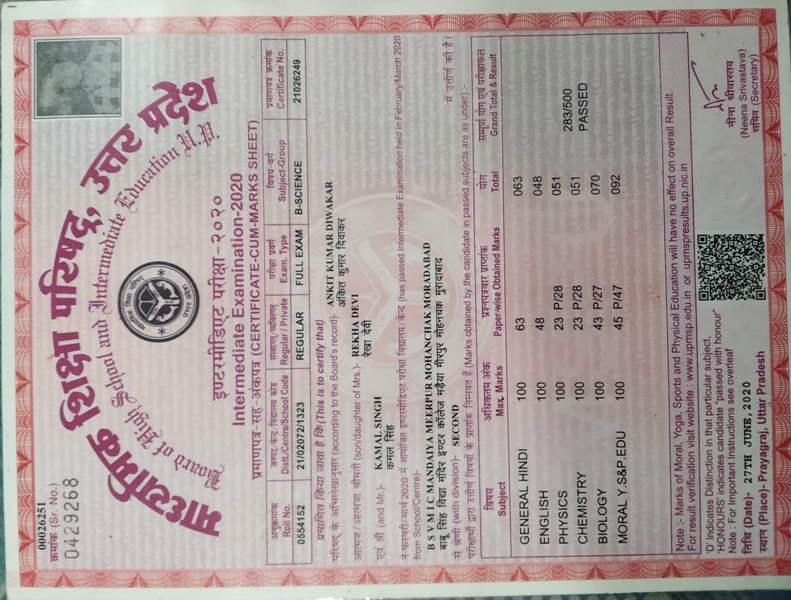 00026251
क्रमांक (Sr. No.)
0429268
माध्यमिक शिक्षा परिषद्, उत्तर प्रदेश
Board of High School and Intermediate Education U.P.
इण्टरमीडिएट परीक्षा -२०२०
Intermediate Examination-2020
प्रमाणपत्र -सह -अंकपत्र (CERTIFICATE-CUM-MARKS SHEET)
अनुक्रमांक जनपद/केन्द्र/विद्यालय कोड संस्थागत/व्यक्तिगत परीक्षा प्रवर्ग विषय-वर्ग प्रमाणपत्र क्रमांक
Roll No. Distt./Centre/School Code Regular / Private Exam. Type Subject-Group Certificate No.
0554152 21/02072/1323 REGULAR FULL EXAM B-SCIENCE 21026249
प्रमाणित किया जाता है कि (This is to certify that)
परिषद् के अभिलेखानुसार (according to the Board's record)- ANKIT KUMAR DIWAKAR
अंकित कुमार दिवाकर
आत्मज / आत्मजा श्रीमती (son/daughter of Mrs.)- REKHA DEVI
रेखा देवी
एवं श्री (and Mr.)- KAMAL SINGH
कमल सिंह
ने फरवरी/मार्च 2020 में आयोजित इण्टरमीडिएट परीक्षा विद्यालय / केन्द्र (has passed Intermediate Examination held in February/March 2020
from School/Centre)-
B S V M I C MANDAIYA MEERPUR MOHANCHAK MORADABAD
बाबू सिंह विद्या मंदिर इण्टर कॉलेज मढ़ैया मीरपुर मोहनचक मुरादाबाद
से श्रेणी (with division)- SECOND में उत्तीर्ण की है।
परीक्षार्थी द्वारा उत्तीर्ण विषयों के प्राप्तांक निम्नवत हैं (Marks obtained by the candidate in passed subjects are as under) :-
विषय अधिकतम अंक प्रश्नपत्रवार प्राप्तांक योग सम्पूर्ण योग एवं परीक्षाफल
Subject Max. Marks Paper-wise Obtained Marks Total Grand Total & Result
GENERAL HINDI 100 63 063
ENGLISH 100 48 048
PHYSICS 100 23 P/28 051 283/500
CHEMISTRY 100 23 P/28 051 PASSED
BIOLOGY 100 43 P/27 070
MORAL Y.S&P.EDU 100 45 P/47 092
Note :- Marks of Moral, Yoga, Sports and Physical Education will have no effect on overall Result.
For result verification visit website : www.upmsp.edu.in or upmspresults.up.nic.in
'D' indicates Distinction in that particular subject.
'HONOURS' indicates candidate "passed with honour"
Note : For Important Instructions see overleaf
तिथि (Date)- 27TH JUNE, 2020
स्थान (Place)- Prayagraj, Uttar Pradesh
नीना श्रीवास्तव
(Neena Srivastava)
सचिव (Secretary)